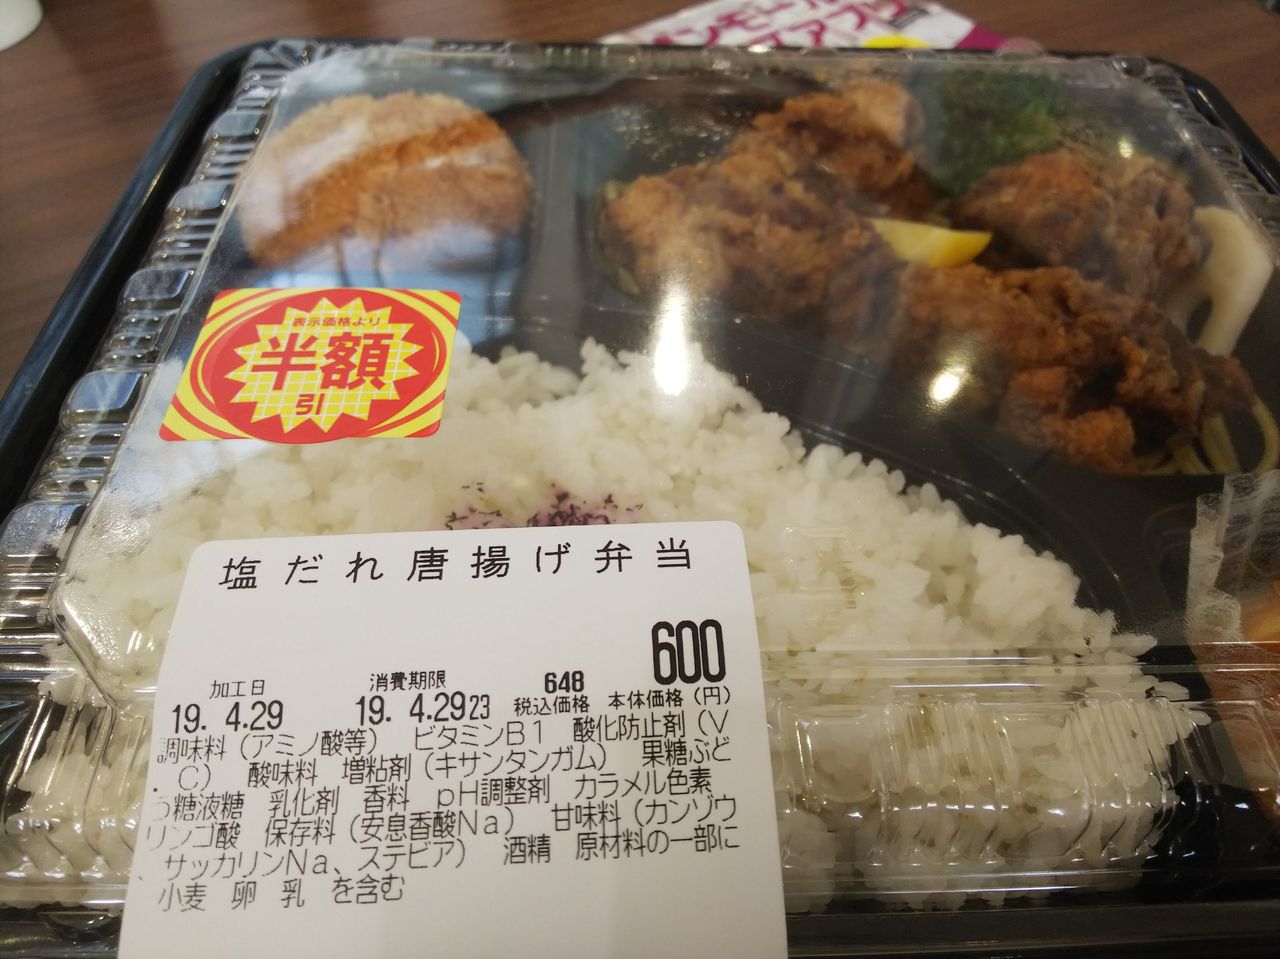 表示価格より
半額
引
塩だれ唐揚げ弁当
600
加工日 消費期限 648
19. 4.29 19. 4.29 23 税込価格 本体価格（円）
調味料（アミノ酸等） ビタミンB1 酸化防止剤（V
．C） 酸味料 増粘剤（キサンタンガム） 果糖ぶど
う糖液糖 乳化剤 香料 pH調整剤 カラメル色素
リンゴ酸 保存料（安息香酸Na） 甘味料（カンゾウ
、サッカリンNa、ステビア） 酒精 原材料の一部に
小麦 卵 乳 を含む